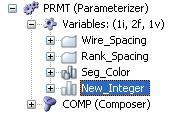 PRMT (Parameterizer)
Variables: (1i, 2f, 1v)
Wire_Spacing
Rank_Spacing
Seg_Color
New_Integer
COMP (Composer)